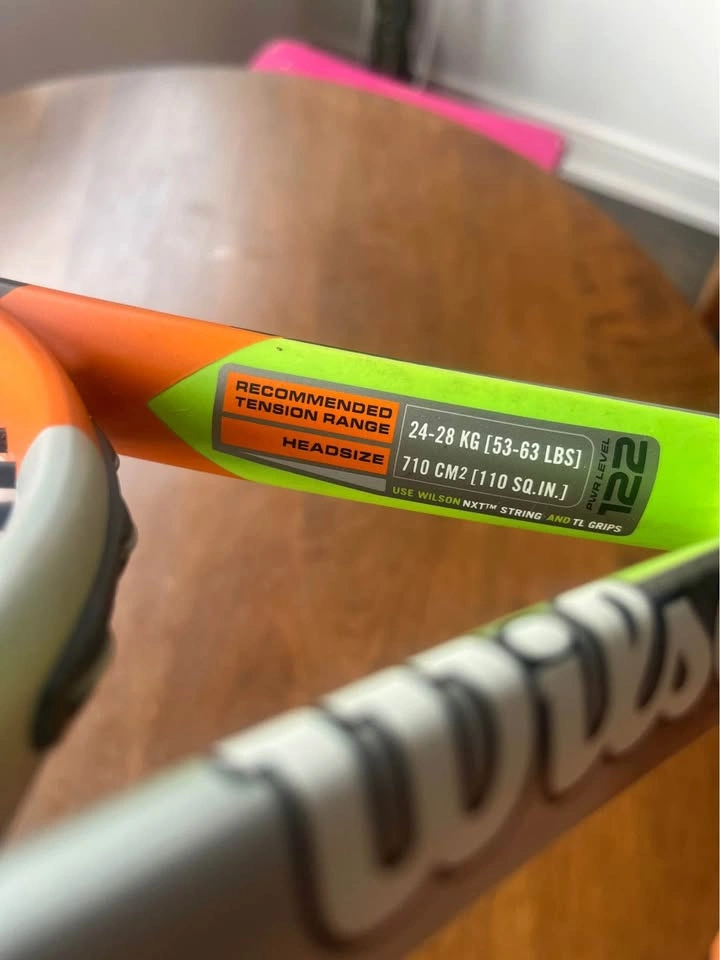 RECOMMENDED
TENSION RANGE
24-28 KG [53-63 LBS]
HEADSIZE
710 CM2 [110 SQ.IN.]
PWR LEVEL
122
USE WILSON NXT™ STRING AND TL GRIPS
Wils